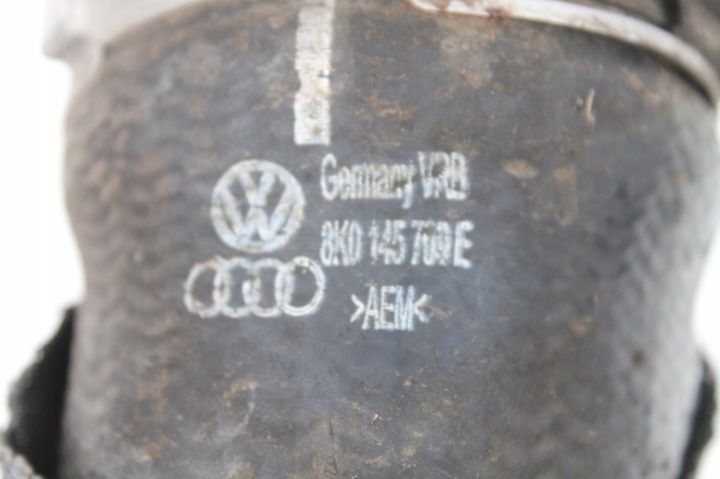 Germany VRB
8K0 145 709 E
>AEM<